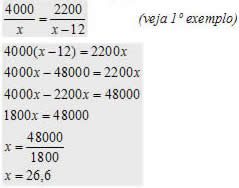 4000/x = 2200/(x−12) (veja 1º exemplo)
4000(x−12) = 2200x
4000x − 48000 = 2200x
4000x − 2200x = 48000
1800x = 48000
x = 48000/1800
x = 26,6